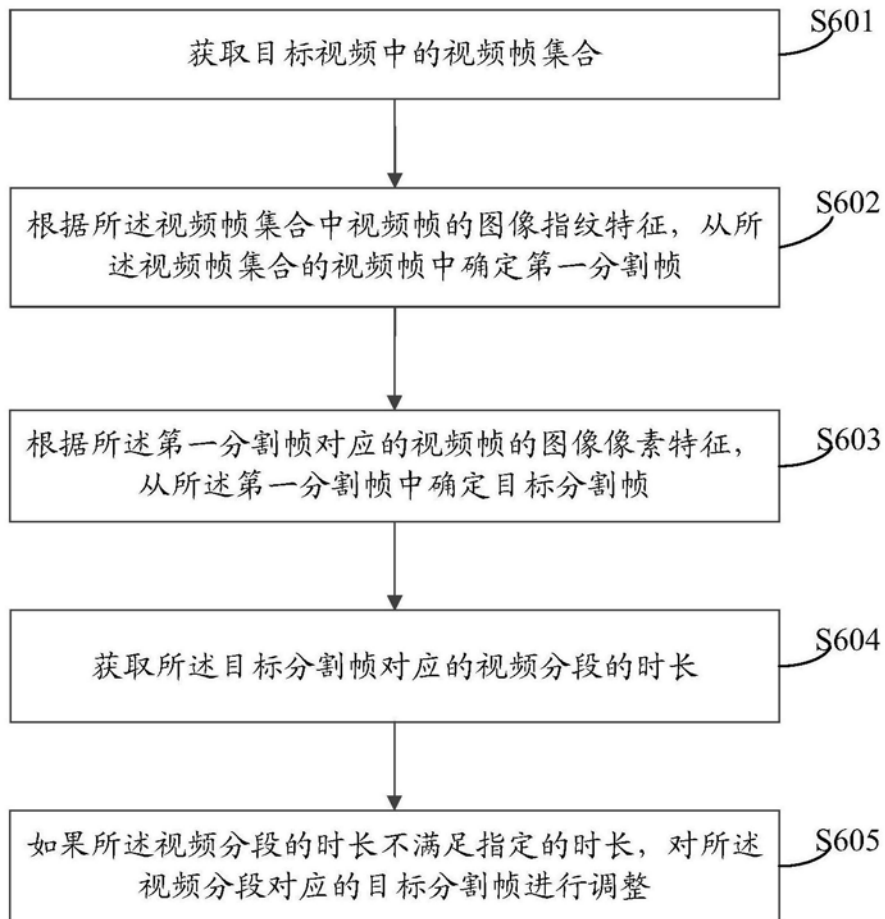 S601
获取目标视频中的视频帧集合
S602
根据所述视频帧集合中视频帧的图像指纹特征，从所
述视频帧集合的视频帧中确定第一分割帧
S603
根据所述第一分割帧对应的视频帧的图像像素特征，
从所述第一分割帧中确定目标分割帧
S604
获取所述目标分割帧对应的视频分段的时长
S605
如果所述视频分段的时长不满足指定的时长，对所述
视频分段对应的目标分割帧进行调整